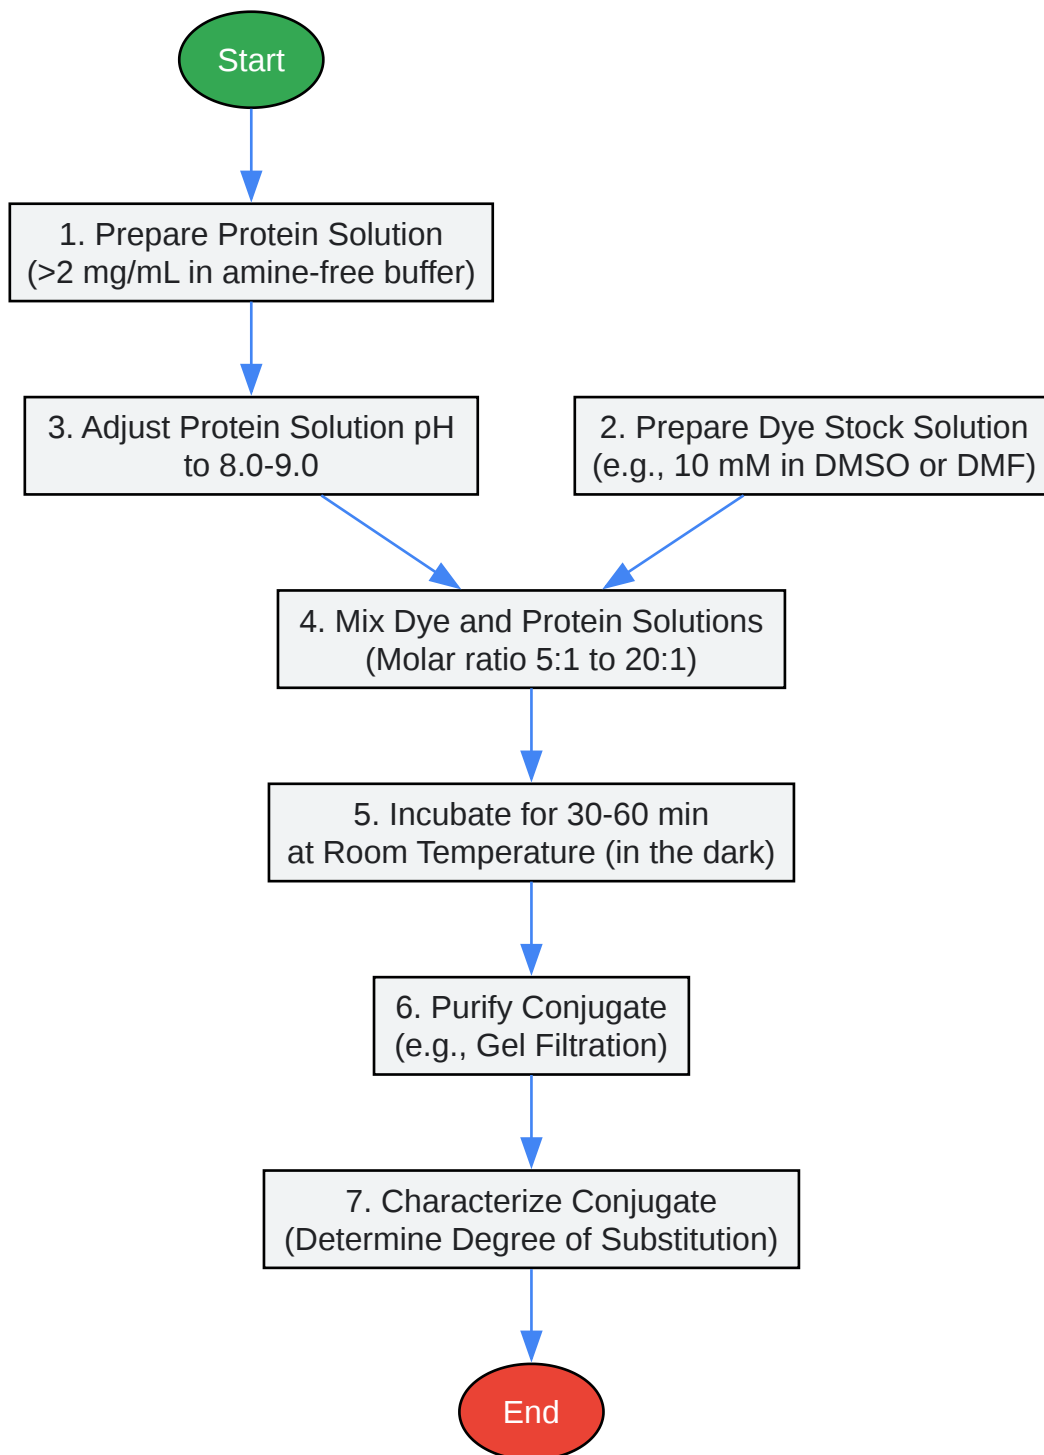 Start
1. Prepare Protein Solution
(>2 mg/mL in amine-free buffer)
3. Adjust Protein Solution pH
to 8.0-9.0
2. Prepare Dye Stock Solution
(e.g., 10 mM in DMSO or DMF)
4. Mix Dye and Protein Solutions
(Molar ratio 5:1 to 20:1)
5. Incubate for 30-60 min
at Room Temperature (in the dark)
6. Purify Conjugate
(e.g., Gel Filtration)
7. Characterize Conjugate
(Determine Degree of Substitution)
End